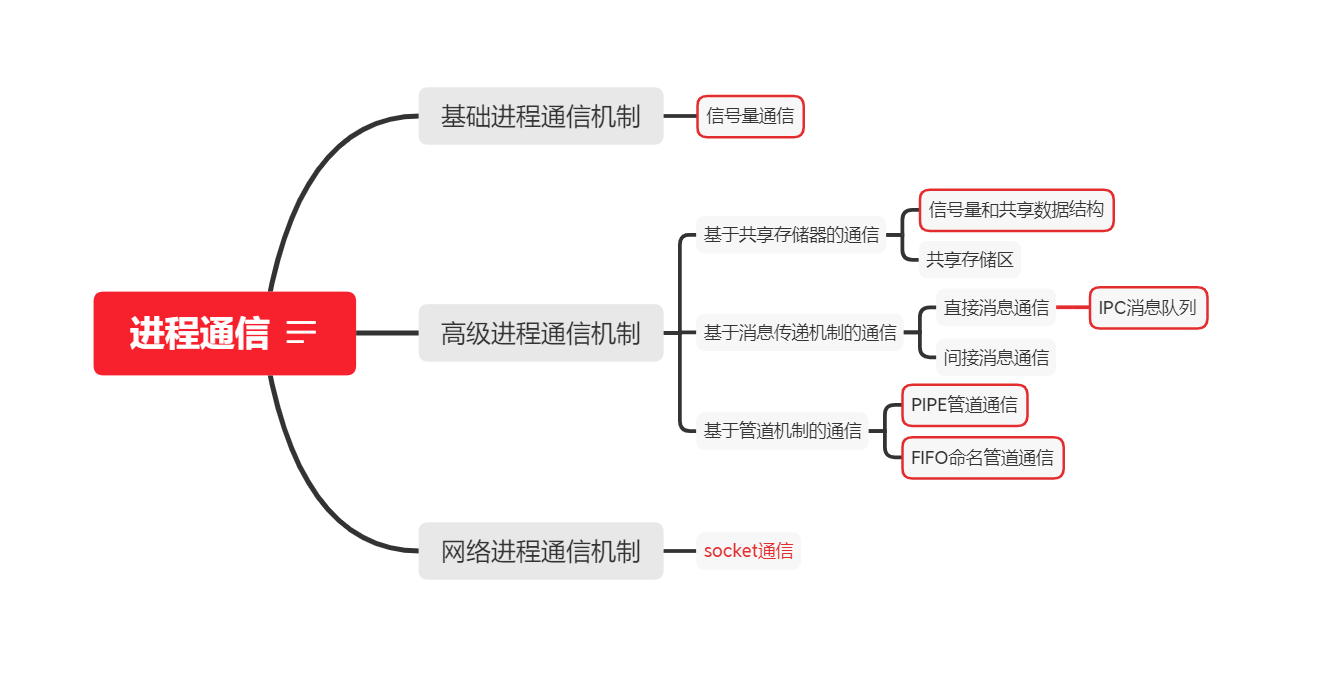 进程通信
基础进程通信机制
信号量通信
高级进程通信机制
基于共享存储器的通信
信号量和共享数据结构
共享存储区
基于消息传递机制的通信
直接消息通信
IPC消息队列
间接消息通信
基于管道机制的通信
PIPE管道通信
FIFO命名管道通信
网络进程通信机制
socket通信